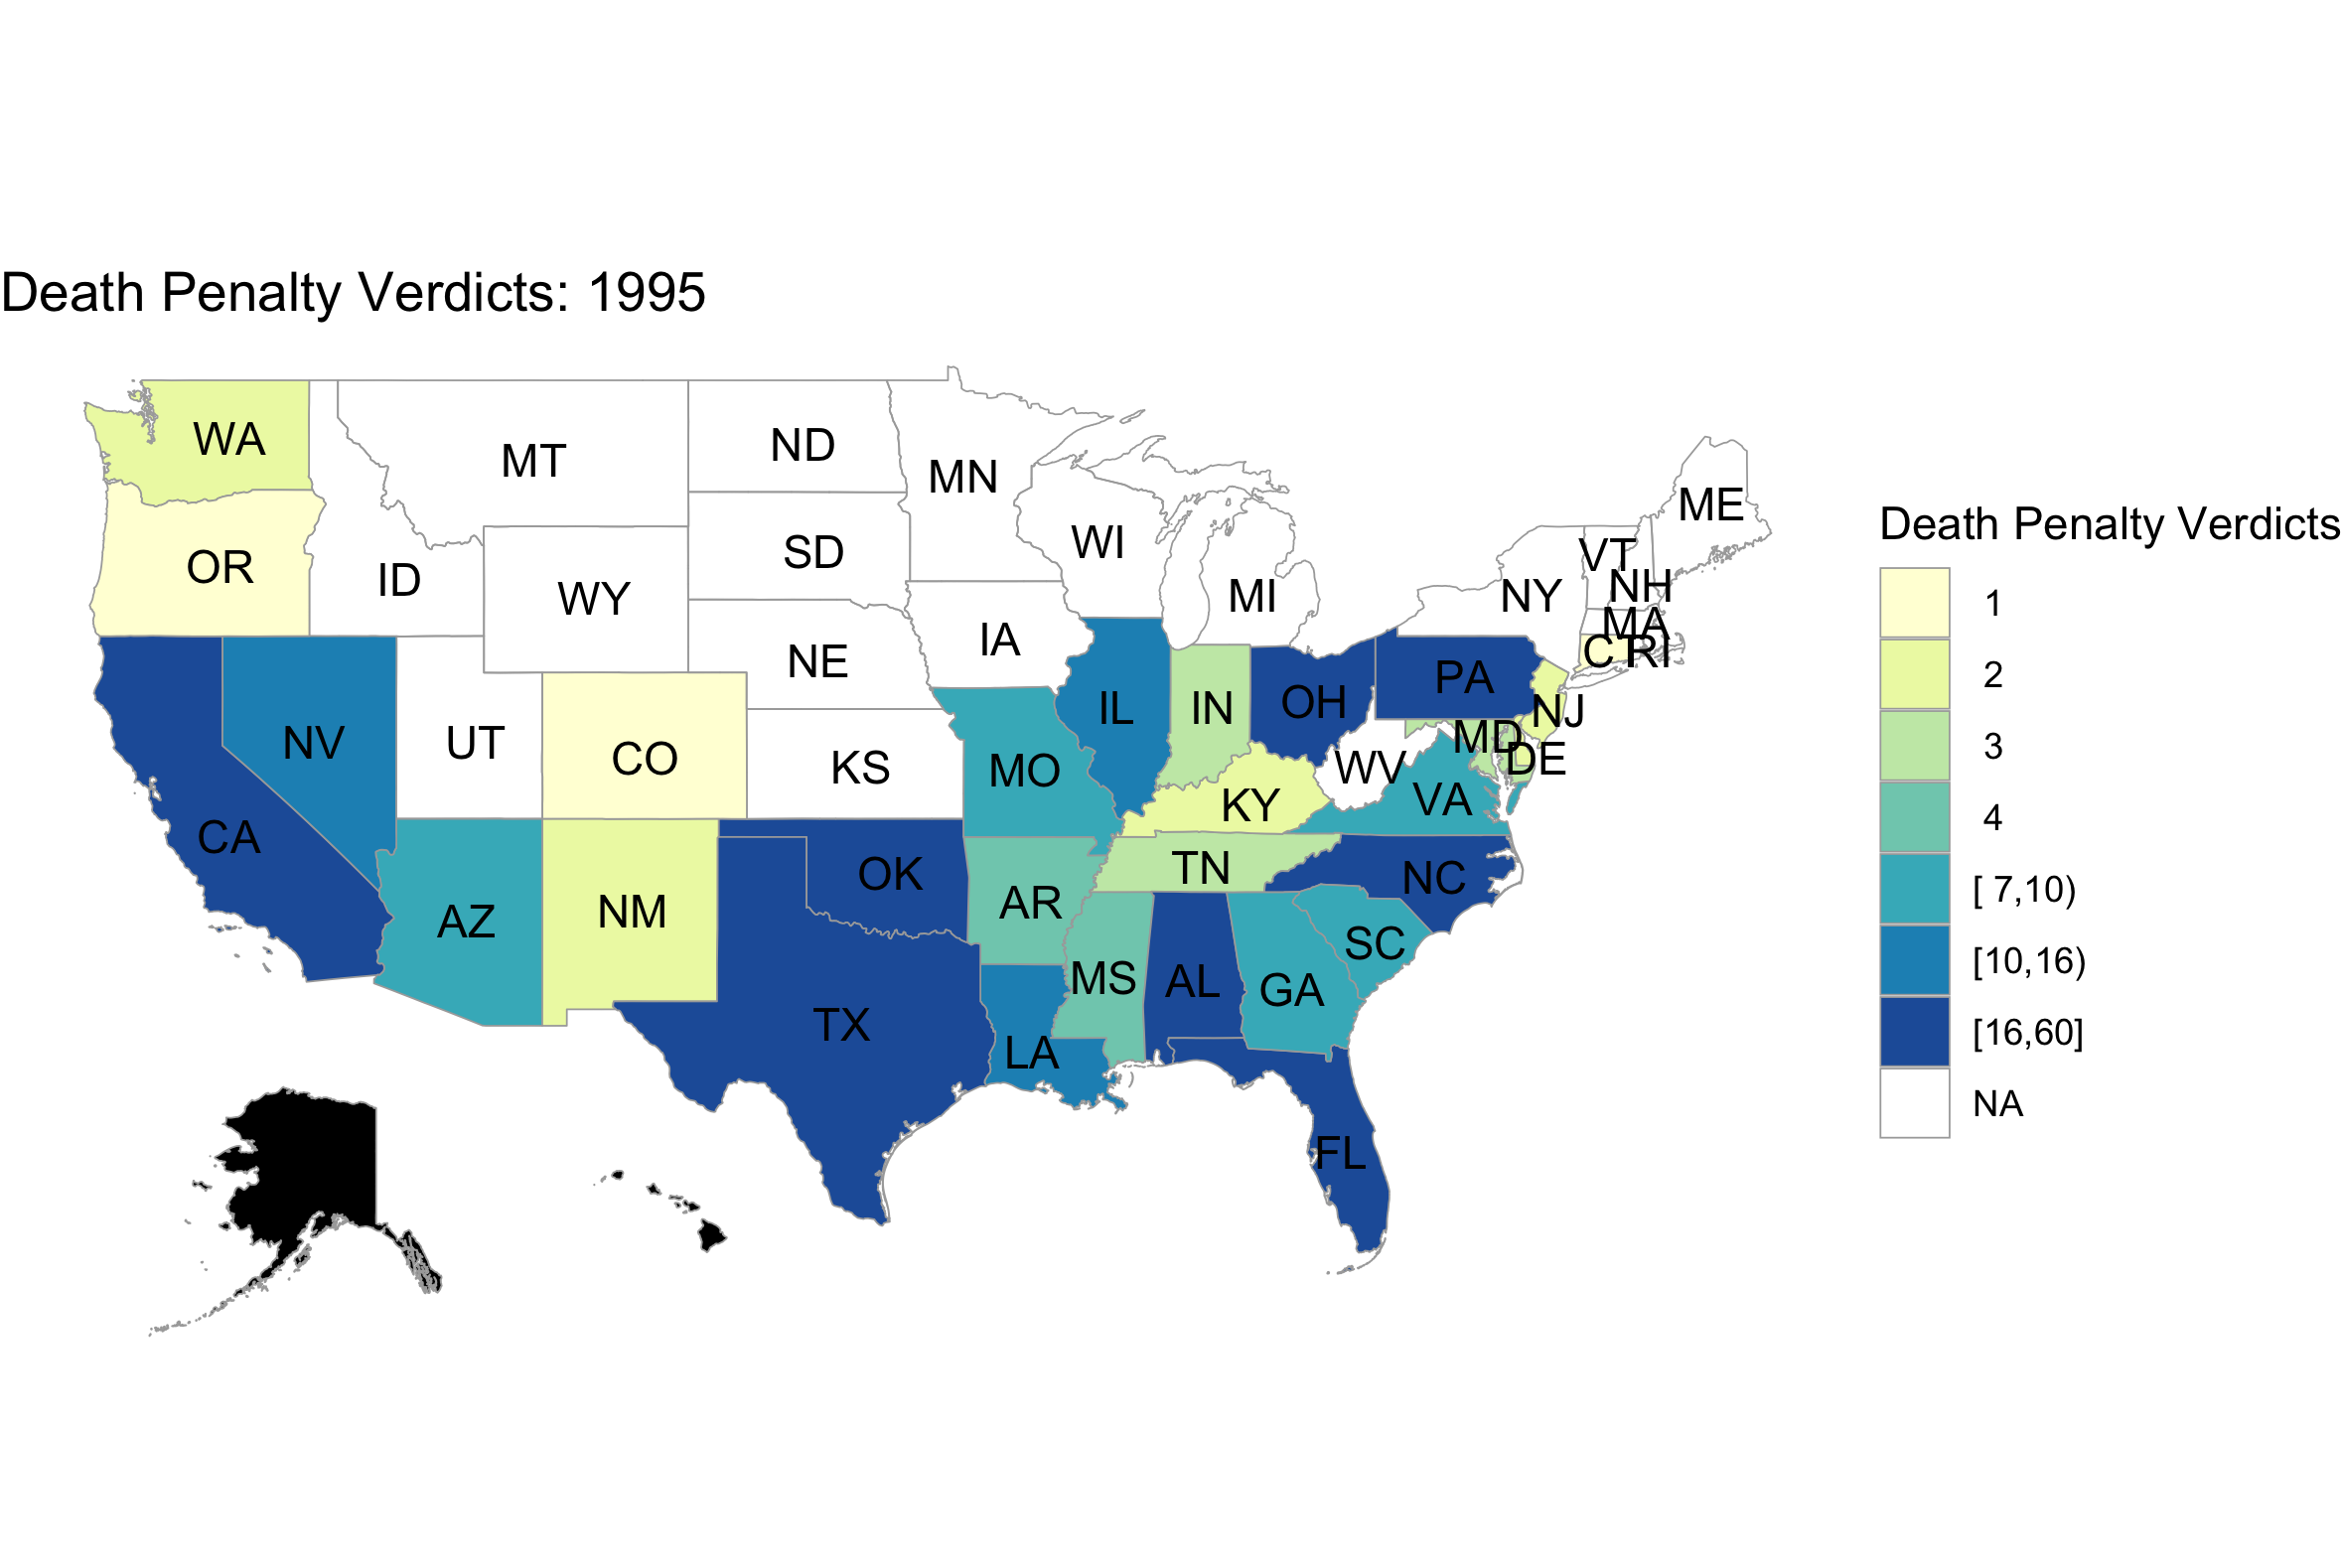 Death Penalty Verdicts: 1995
WA
MT
ND
MN
ME
OR
ID
WY
SD
WI
MI
NY
VT
NH
MA
CT
RI
NE
IA
PA
NV
UT
CO
KS
MO
IL
IN
OH
NJ
MD
DE
WV
VA
KY
CA
AZ
NM
OK
AR
TN
NC
SC
TX
LA
MS
AL
GA
FL
Death Penalty Verdicts
1
2
3
4
[ 7,10)
[10,16)
[16,60]
NA